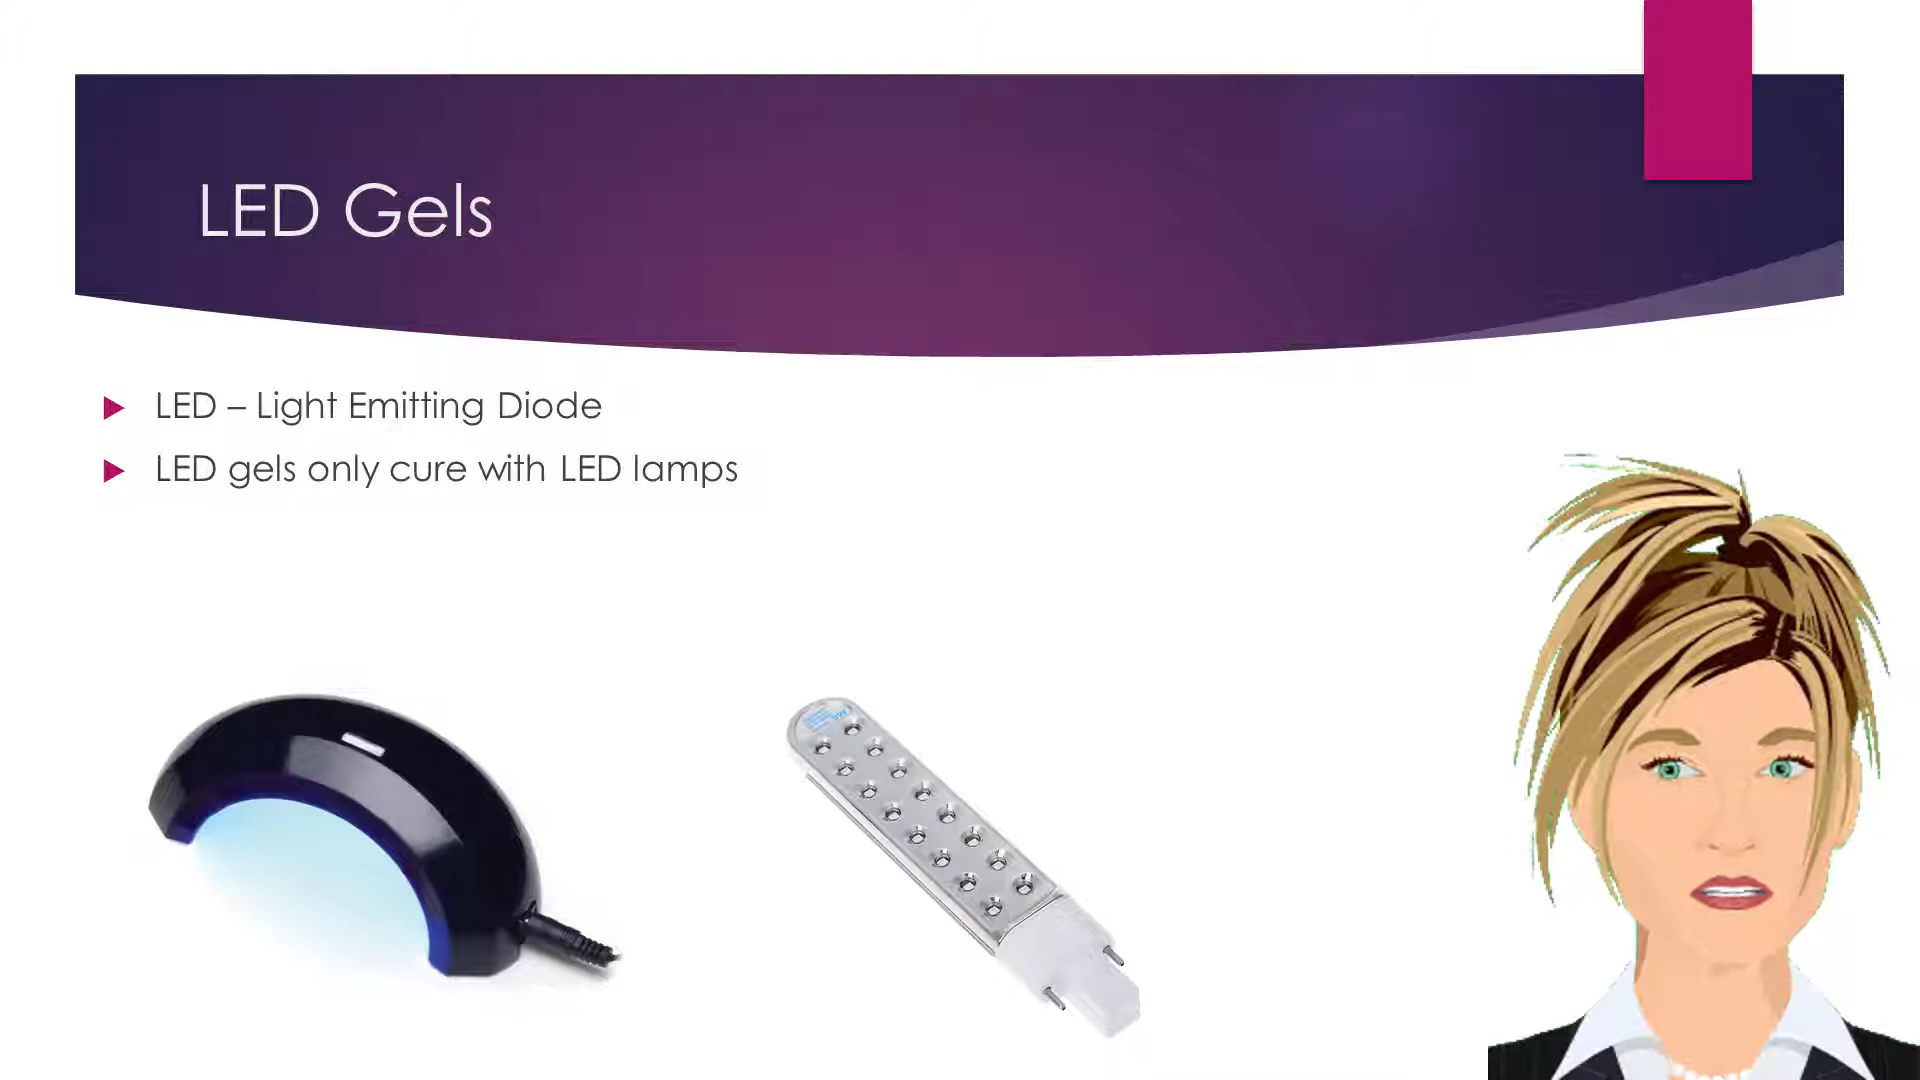 LED Gels
LED – Light Emitting Diode
LED gels only cure with LED lamps